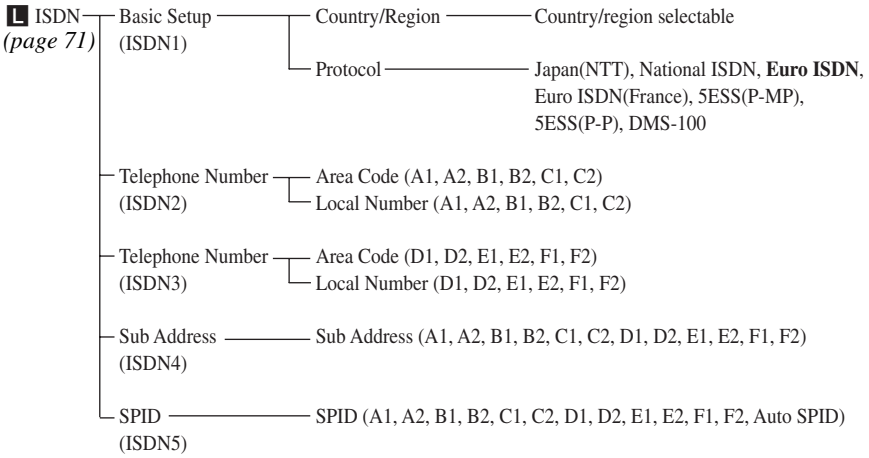 L ISDN Basic Setup Country/Region Country/region selectable
(page 71) (ISDN1)
Protocol Japan(NTT), National ISDN, Euro ISDN,
Euro ISDN(France), 5ESS(P-MP),
5ESS(P-P), DMS-100
Telephone Number Area Code (A1, A2, B1, B2, C1, C2)
(ISDN2) Local Number (A1, A2, B1, B2, C1, C2)
Telephone Number Area Code (D1, D2, E1, E2, F1, F2)
(ISDN3) Local Number (D1, D2, E1, E2, F1, F2)
Sub Address Sub Address (A1, A2, B1, B2, C1, C2, D1, D2, E1, E2, F1, F2)
(ISDN4)
SPID SPID (A1, A2, B1, B2, C1, C2, D1, D2, E1, E2, F1, F2, Auto SPID)
(ISDN5)